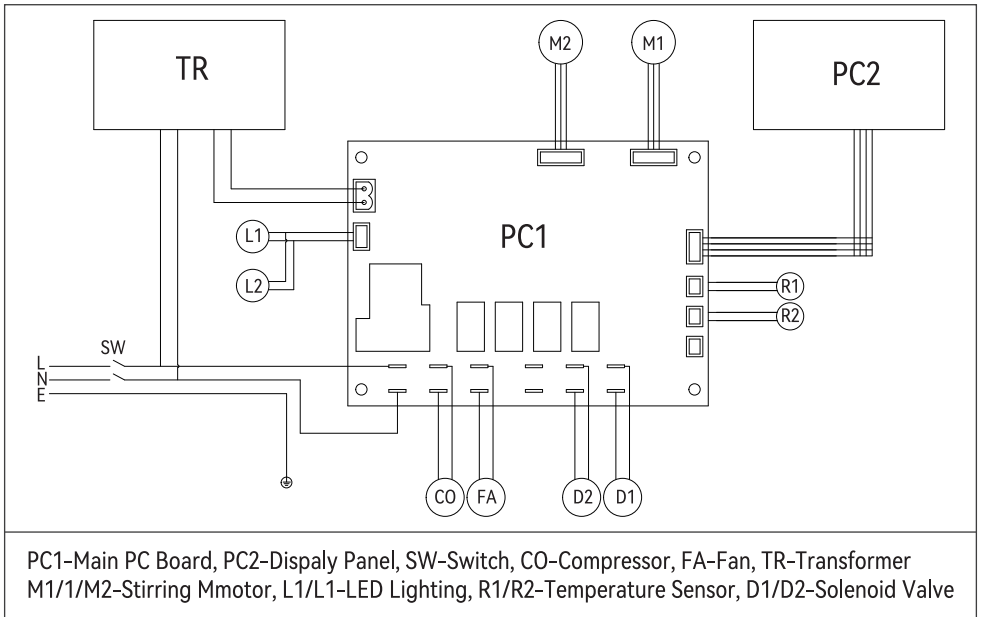 TR
M2
M1
PC2
PC1
L1
L2
R1
R2
SW
L
N
E
CO
FA
D2
D1
PC1-Main PC Board, PC2-Dispaly Panel, SW-Switch, CO-Compressor, FA-Fan, TR-Transformer
M1/1/M2-Stirring Mmotor, L1/L1-LED Lighting, R1/R2-Temperature Sensor, D1/D2-Solenoid Valve